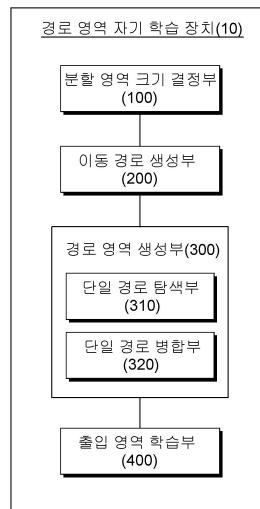 경로 영역 자기 학습 장치(10)
분할 영역 크기 결정부
(100)
이동 경로 생성부
(200)
경로 영역 생성부(300)
단일 경로 탐색부
(310)
단일 경로 병합부
(320)
출입 영역 학습부
(400)